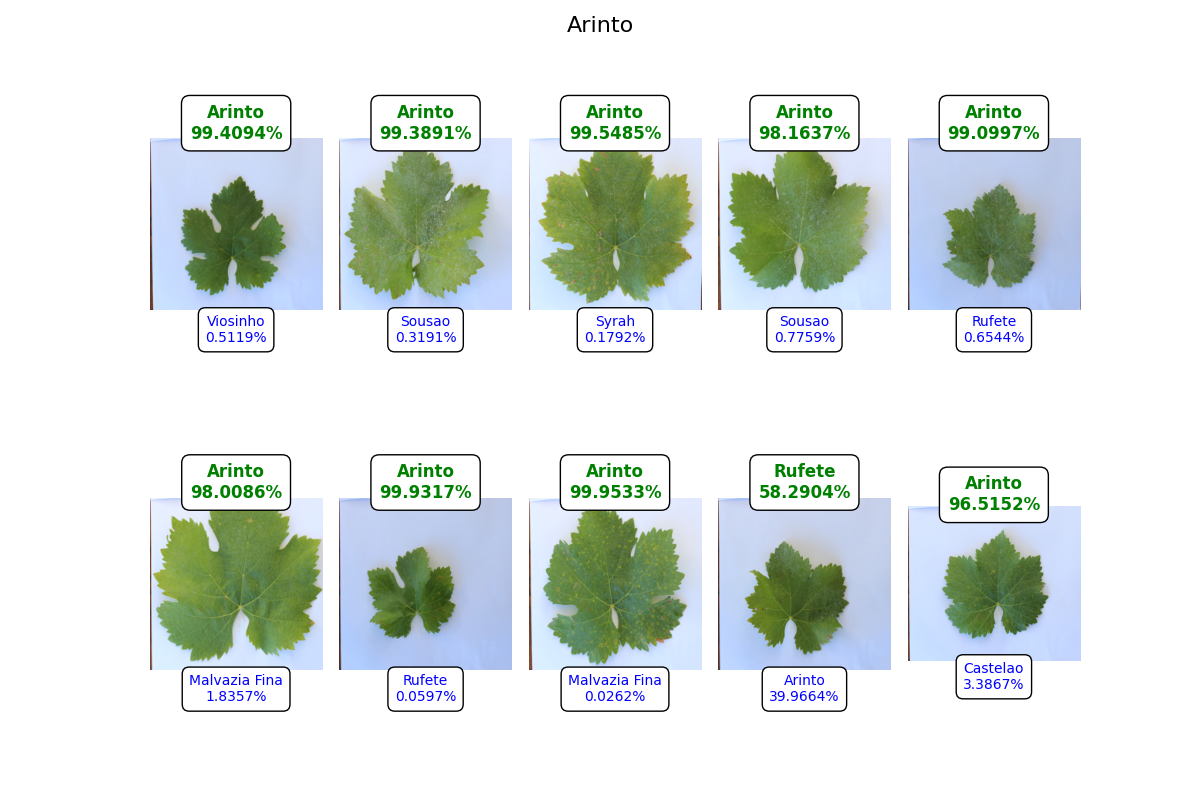 Arinto
Arinto
99.4094%
Arinto
99.3891%
Arinto
99.5485%
Arinto
98.1637%
Arinto
99.0997%
Viosinho
0.5119%
Sousao
0.3191%
Syrah
0.1792%
Sousao
0.7759%
Rufete
0.6544%
Arinto
98.0086%
Arinto
99.9317%
Arinto
99.9533%
Rufete
58.2904%
Arinto
96.5152%
Malvazia Fina
1.8357%
Rufete
0.0597%
Malvazia Fina
0.0262%
Arinto
39.9664%
Castelao
3.3867%